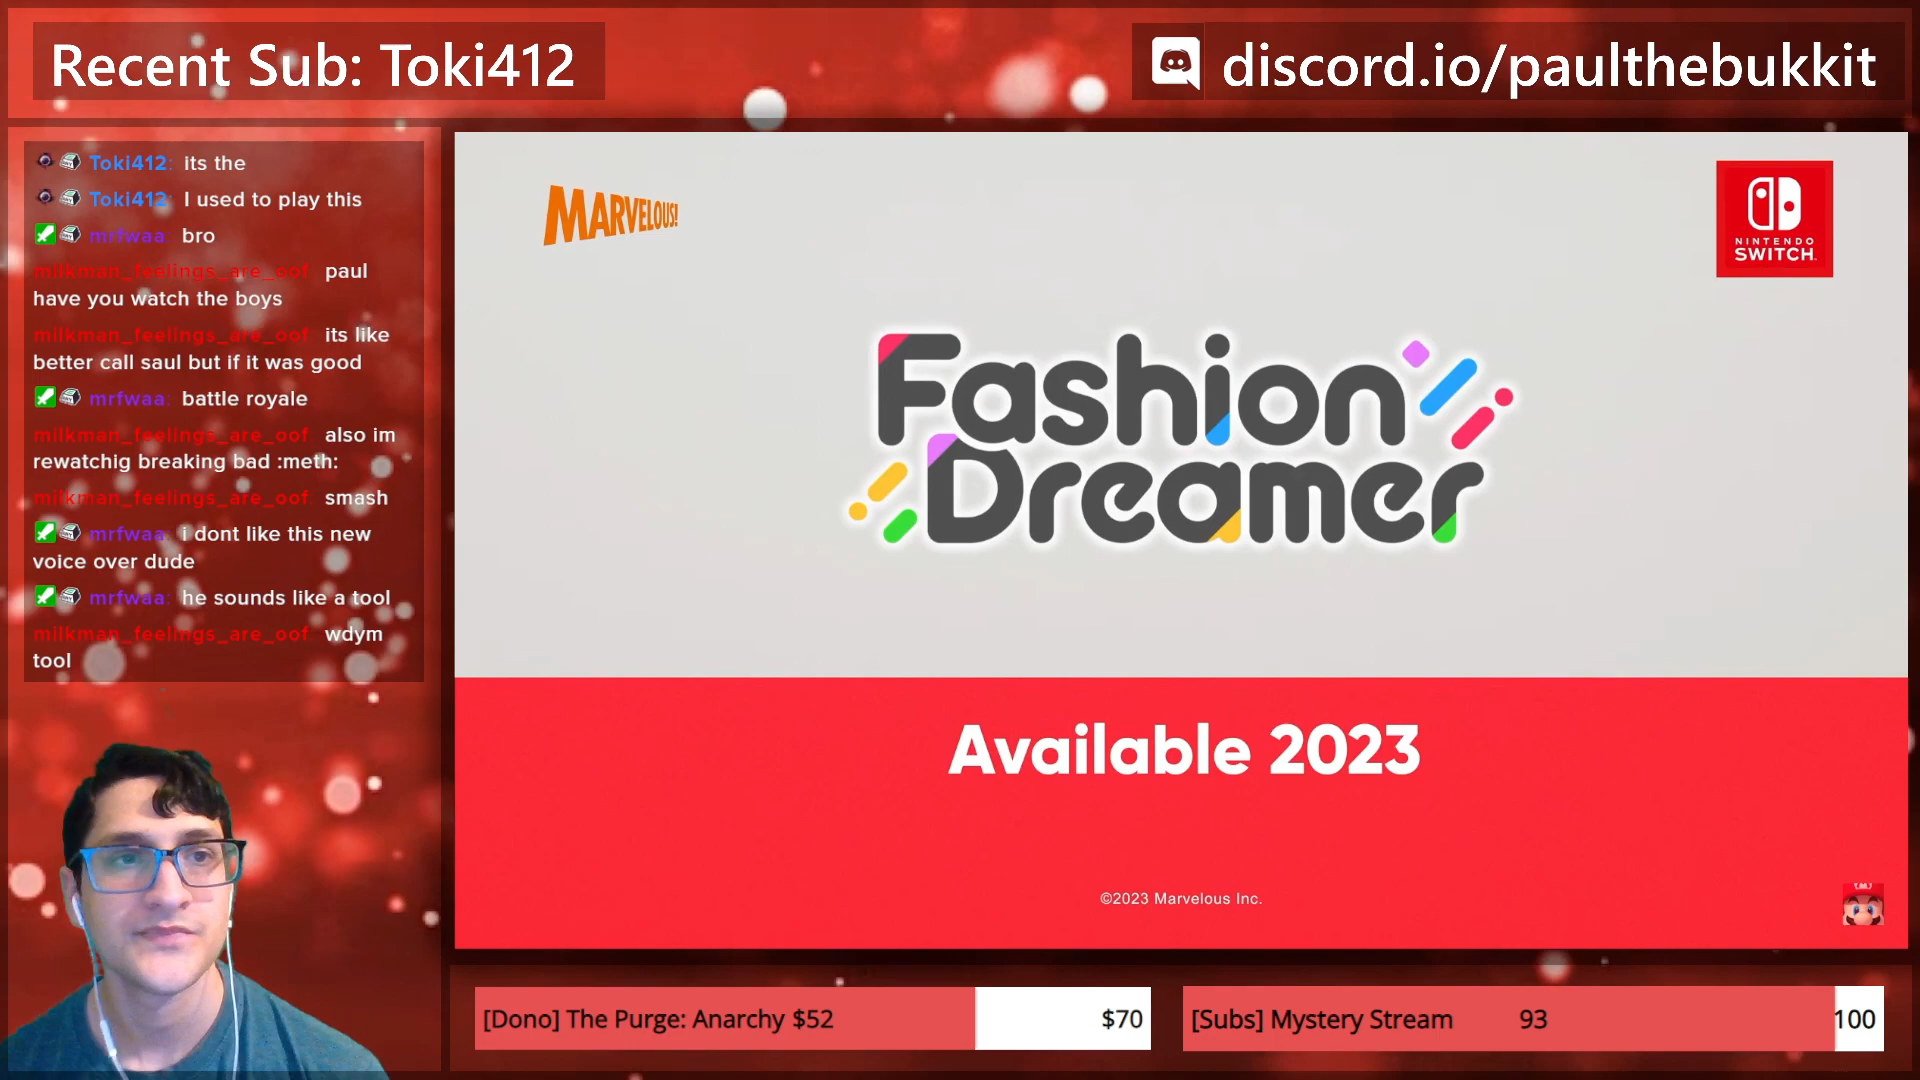 Recent Sub: Toki412
discord.io/paulthebukkit
Toki412: its the
Toki412: I used to play this
mrfwaa: bro
milkman_feelings_are_oof paul
have you watch the boys
milkman_feelings_are_oof its like
better call saul but if it was good
mrfwaa: battle royale
milkman_feelings_are_oof also im
rewatchig breaking bad :meth:
milkman_feelings_are_oof smash
mrfwaa: i dont like this new
voice over dude
mrfwaa: he sounds like a tool
milkman_feelings_are_oof wdym
tool
MARVELOUS!
NINTENDO
SWITCH
Fashion
Dreamer
Available 2023
©2023 Marvelous Inc.
[Dono] The Purge: Anarchy $52
$70
[Subs] Mystery Stream 93
100